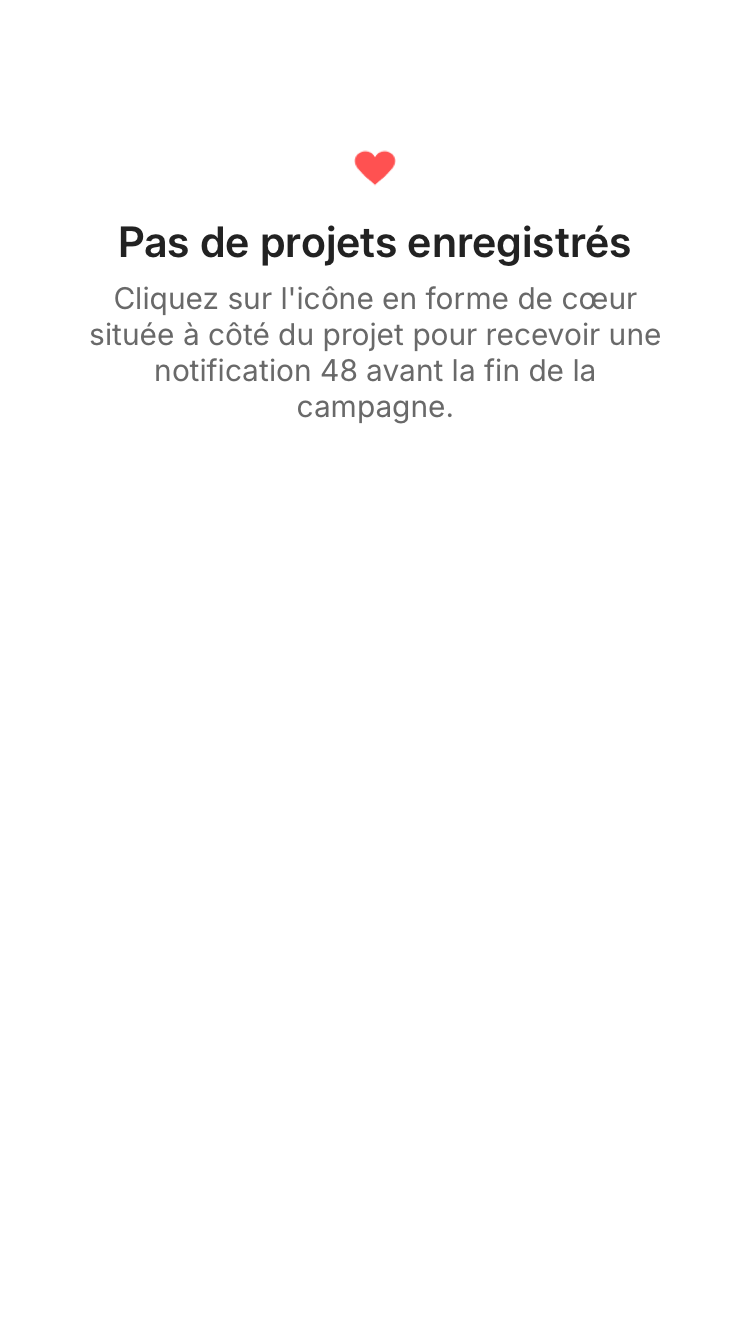 Pas de projets enregistrés
Cliquez sur l'icône en forme de cœur
située à côté du projet pour recevoir une
notification 48 avant la fin de la
campagne.